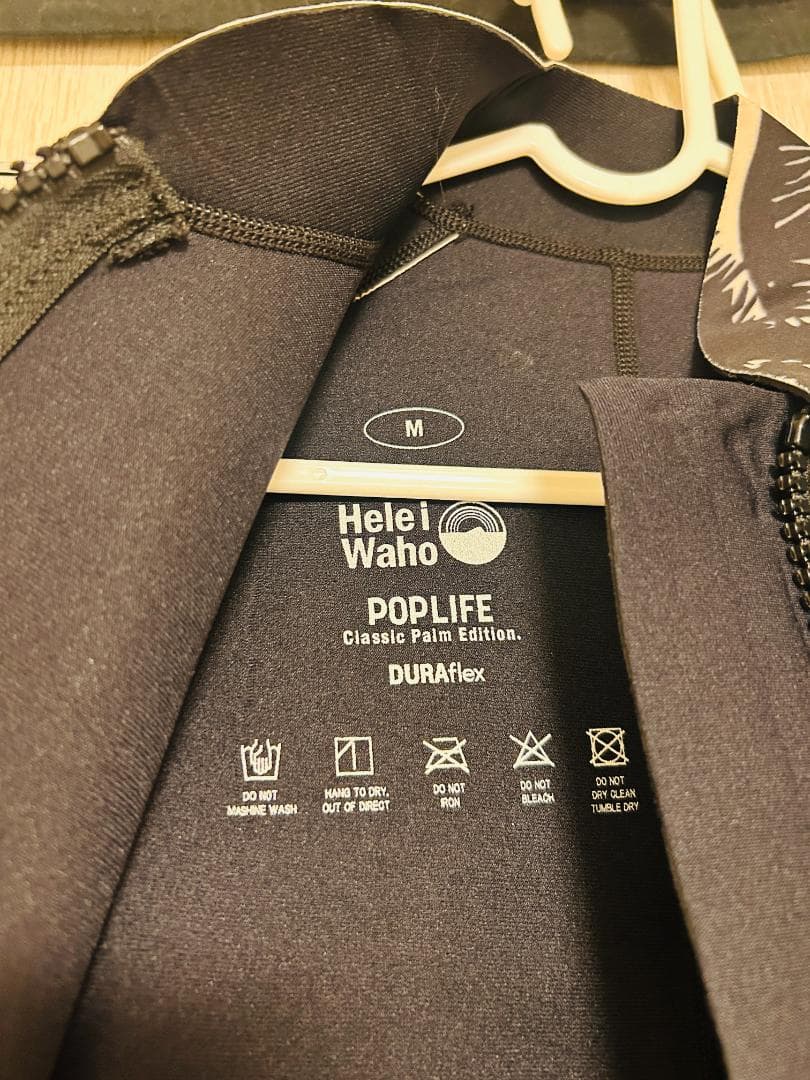 M
Hele i
Waho
POPLIFE
Classic Palm Edition.
DURAflex
DO NOT
MASHINE WASH
HANG TO DRY,
OUT OF DIRECT
DO NOT
IRON
DO NOT
BLEACH
DO NOT
DRY CLEAN
TUMBLE DRY